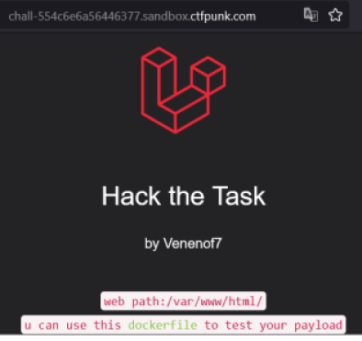 chall-554c6e6a56446377.sandbox.ctfpunk.com
Hack the Task
by Venenof7
web path:/var/www/html/
u can use this dockerfile to test your payload